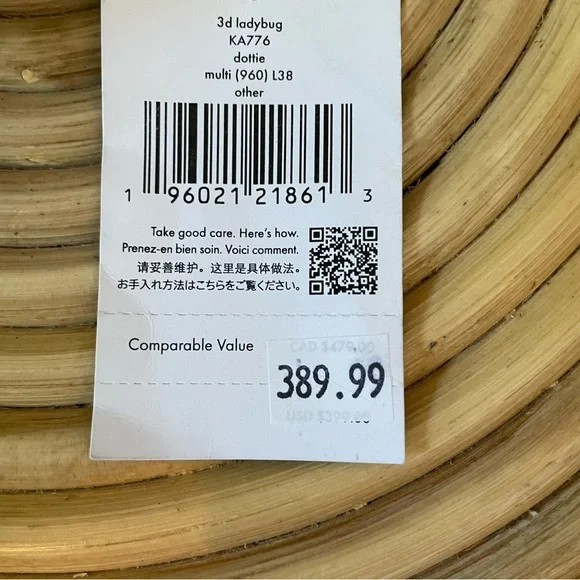 3d ladybug
KA776
dottie
multi (960) L38
other
1 96021 21861 3
Take good care. Here's how.
Prenez-en bien soin. Voici comment.
请妥善维护。这里是具体做法。
お手入れ方法はこちらをご覧ください。
Comparable Value
CAD $479.00
389.99
USD $399.00